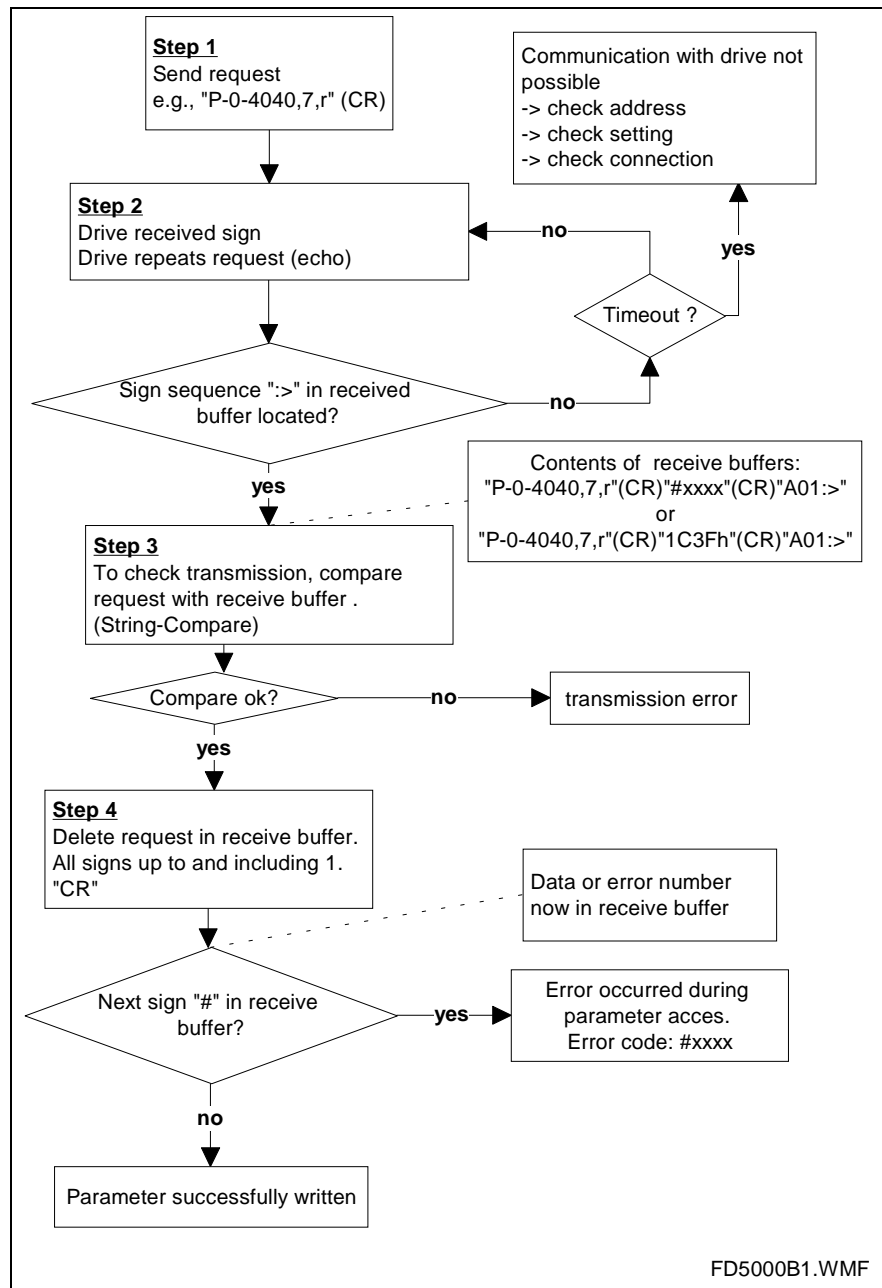 Step 1
Send request
e.g., "P-0-4040,7,r" (CR)
Communication with drive not
possible
-> check address
-> check setting
-> check connection
Step 2
Drive received sign
Drive repeats request (echo)
no
yes
Timeout ?
Sign sequence ":>" in received
buffer located?
no
yes
Contents of receive buffers:
"P-0-4040,7,r"(CR)"#xxxx"(CR)"A01:>"
or
"P-0-4040,7,r"(CR)"1C3Fh"(CR)"A01:>"
Step 3
To check transmission, compare
request with receive buffer .
(String-Compare)
Compare ok?
no
transmission error
yes
Step 4
Delete request in receive buffer.
All signs up to and including 1.
"CR"
Data or error number
now in receive buffer
Next sign "#" in receive
buffer?
yes
Error occurred during
parameter acces.
Error code: #xxxx
no
Parameter successfully written
FD5000B1.WMF